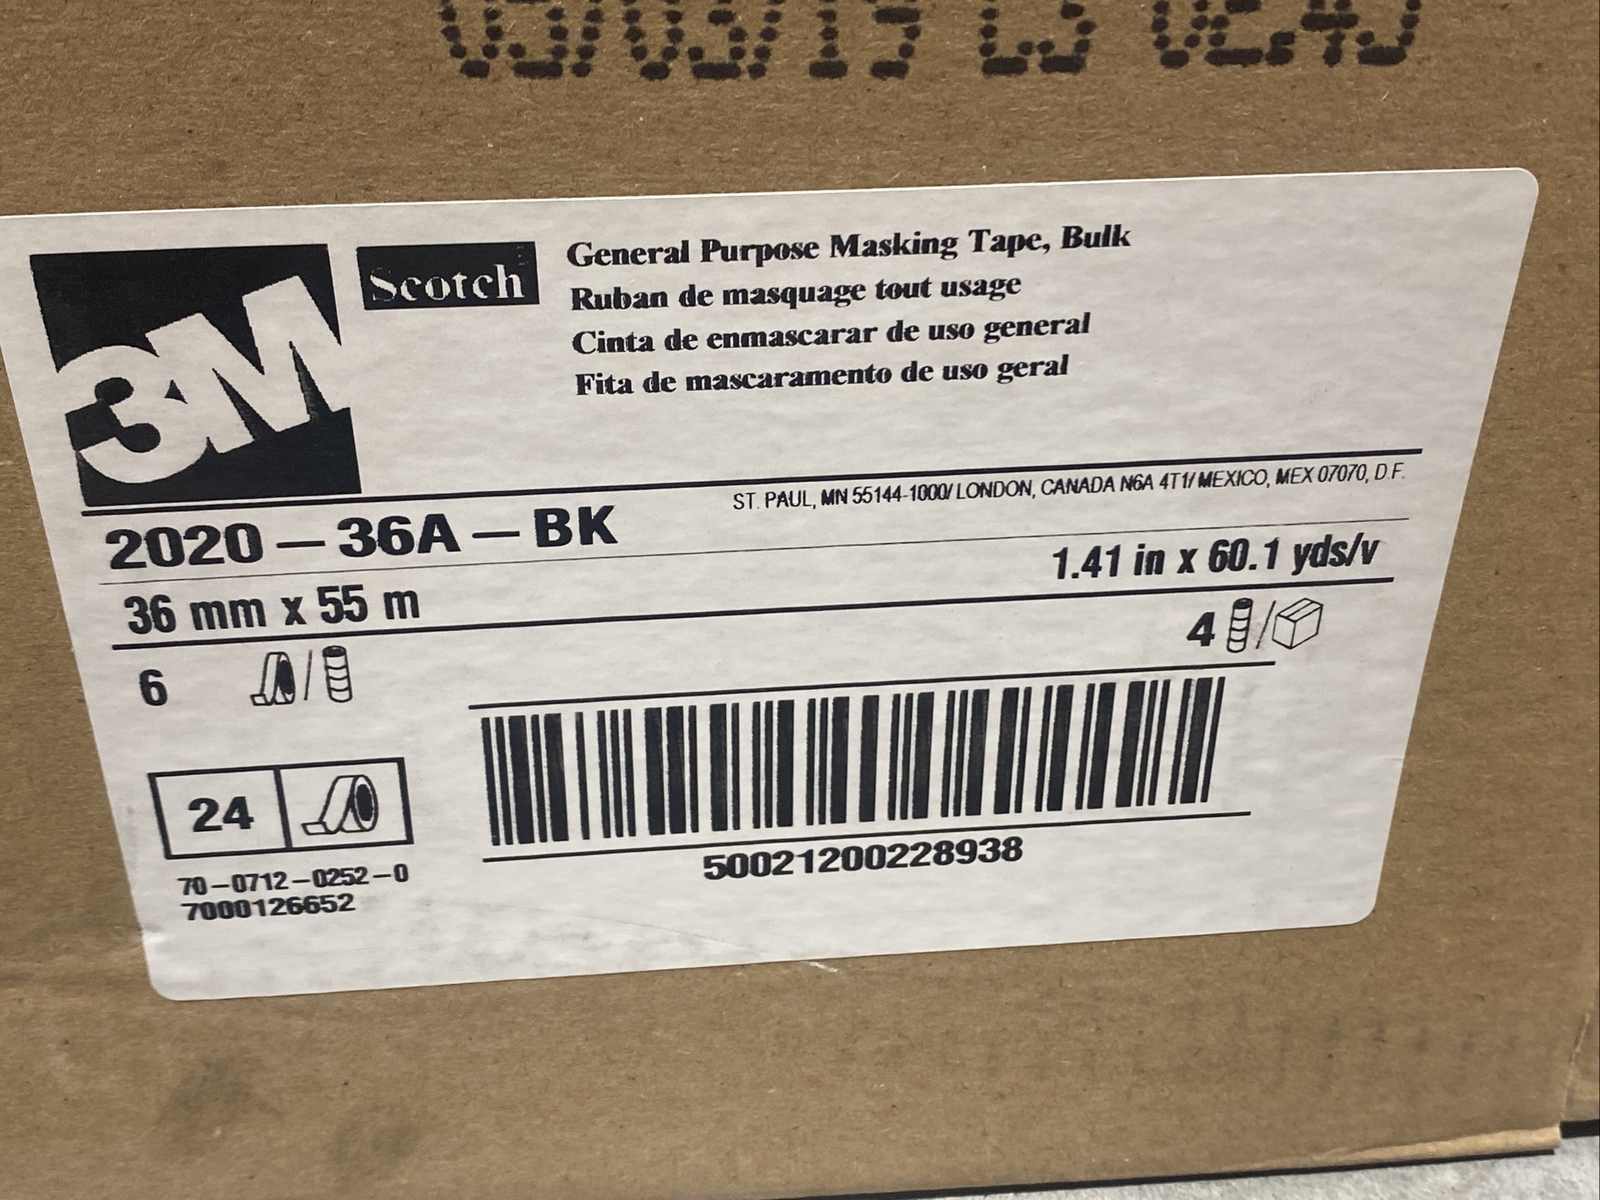 3M
Scotch
General Purpose Masking Tape, Bulk
Ruban de masquage tout usage
Cinta de enmascarar de uso general
Fita de mascaramento de uso geral
ST. PAUL, MN 55144-1000/ LONDON, CANADA N6A 4T1/ MEXICO, MEX 07070, D.F.
2020-36A-BK
36 mm x 55 m
1.41 in x 60.1 yds/v
6
4
24
70-0712-0252-0
7000126652
50021200228938